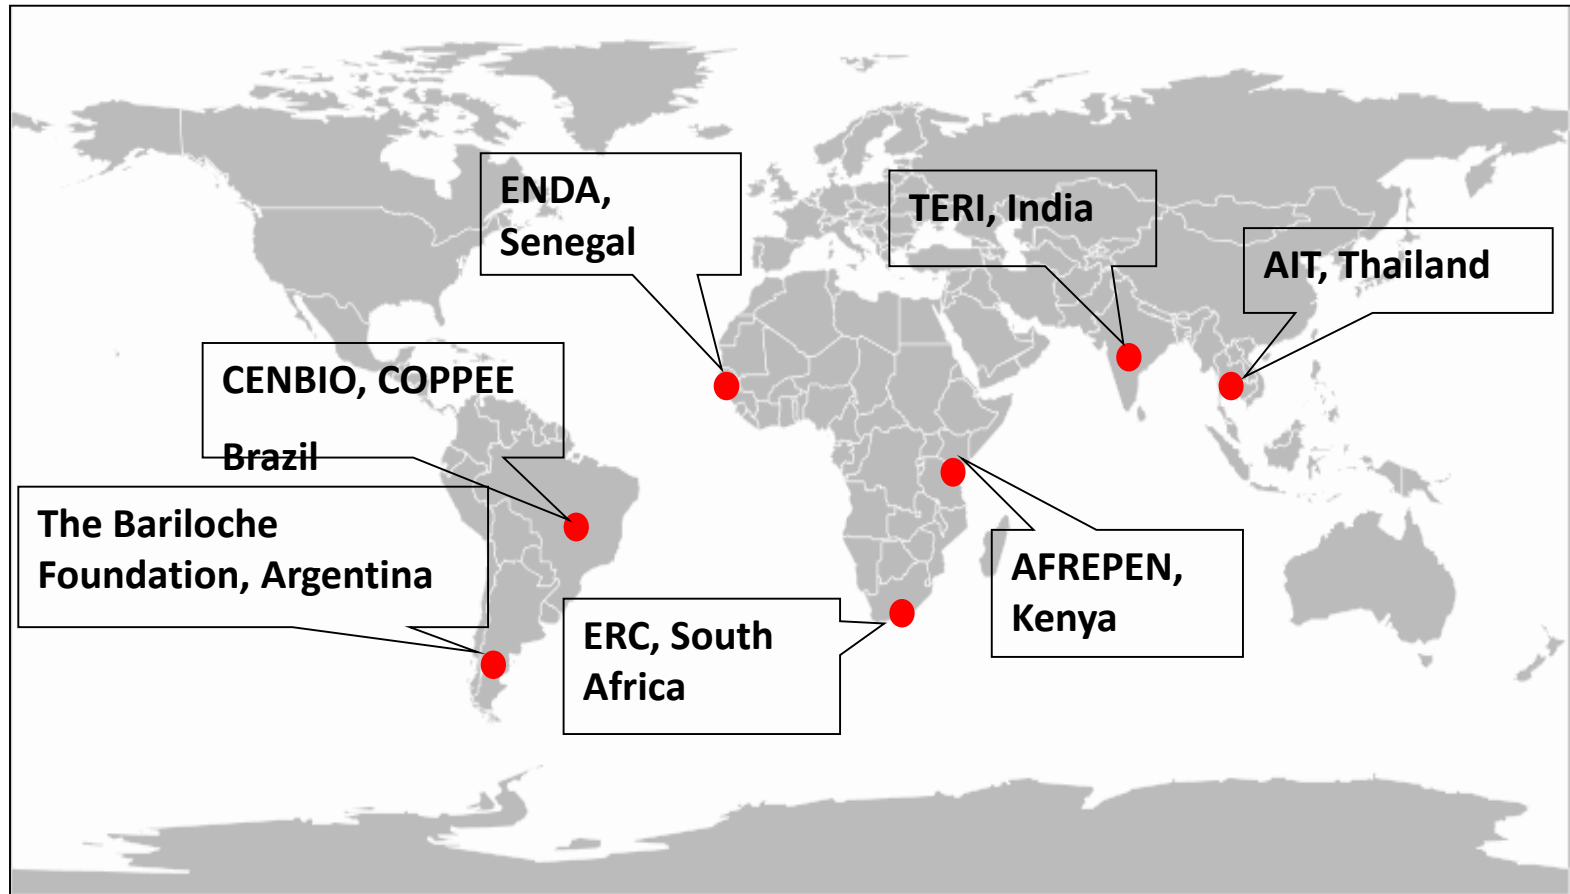 ENDA,
Senegal
TERI, India
AIT, Thailand
CENBIO, COPPEE
Brazil
The Bariloche
Foundation, Argentina
ERC, South
Africa
AFREPEN,
Kenya